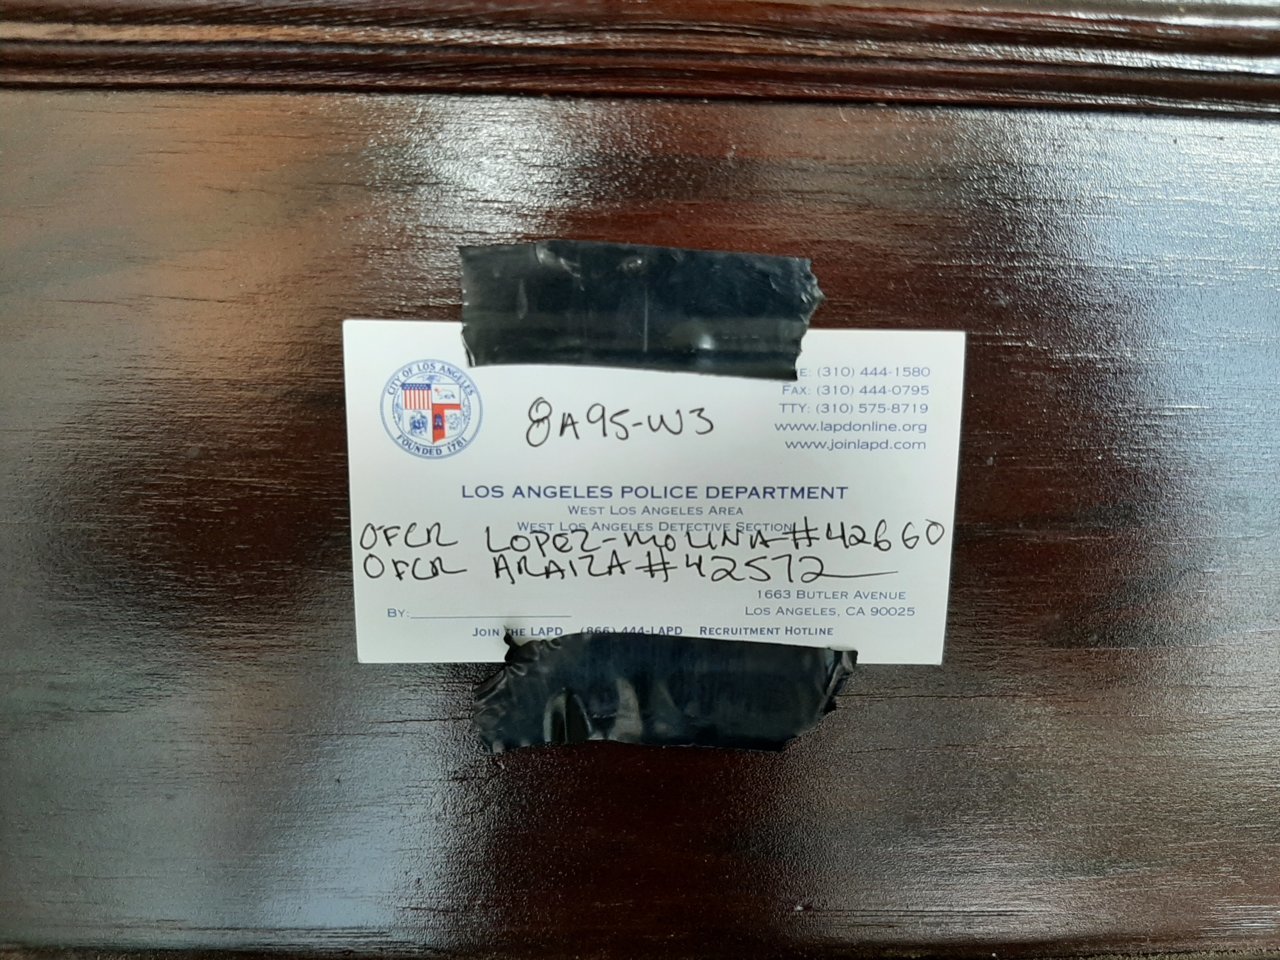 CITY OF LOS ANGELES
FOUNDED 1781
8A95-W3
E: (310) 444-1580
FAX: (310) 444-0795
TTY: (310) 575-8719
www.lapdonline.org
www.joinlapd.com
LOS ANGELES POLICE DEPARTMENT
WEST LOS ANGELES AREA
WEST LOS ANGELES DETECTIVE SECTION
OFCR LOPEZ-MOLINA #42660
OFCR ARAIZA #42572
1663 BUTLER AVENUE
BY: LOS ANGELES, CA 90025
JOIN THE LAPD (866) 444-LAPD RECRUITMENT HOTLINE